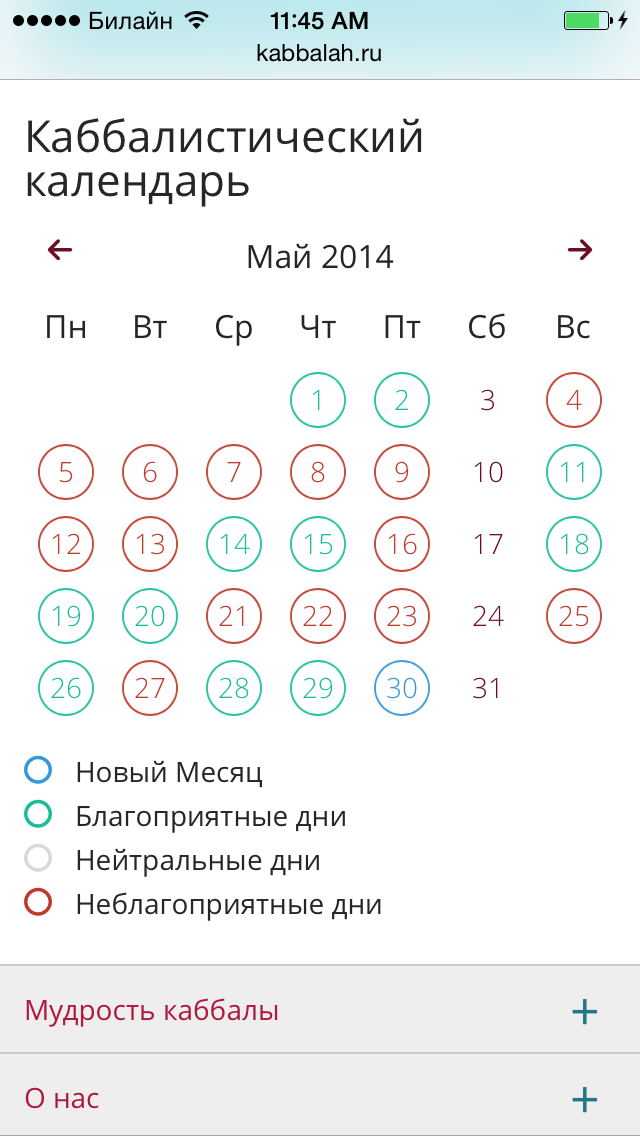 Билайн 11:45 AM
kabbalah.ru
Каббалистический
календарь
Май 2014
Пн Вт Ср Чт Пт Сб Вс
1 2 3 4
5 6 7 8 9 10 11
12 13 14 15 16 17 18
19 20 21 22 23 24 25
26 27 28 29 30 31
Новый Месяц
Благоприятные дни
Нейтральные дни
Неблагоприятные дни
Мудрость каббалы +
О нас +